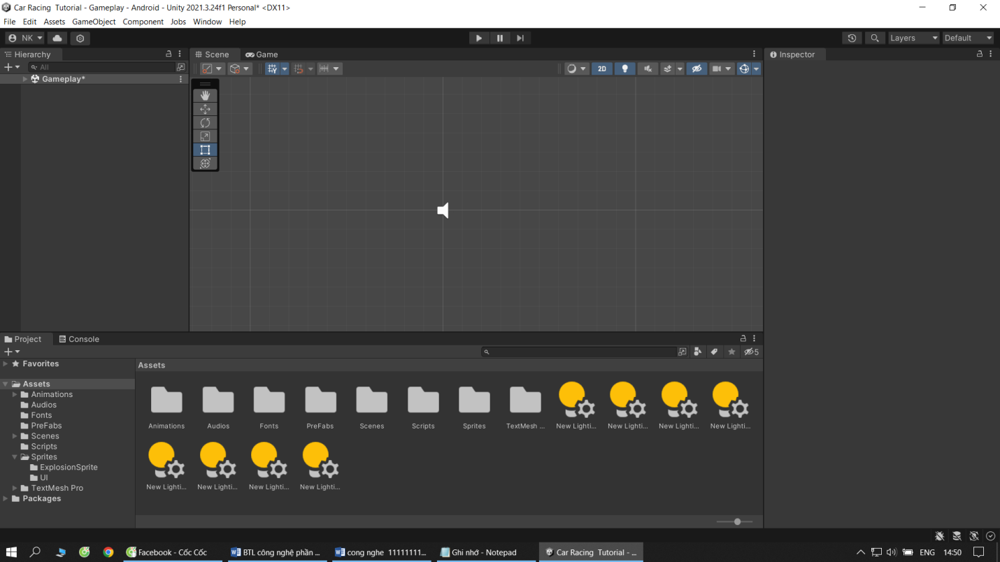 Car Racing  Tutorial - Gameplay - Android - Unity 2021.3.24f1 Personal* <DX11>
File Edit Assets GameObject Component Jobs Window Help
NK
Layers
Default
Hierarchy
All
Gameplay*
Scene
Game
2D
Inspector
Project
Console
5
Favorites
Assets
Animations
Audios
Fonts
PreFabs
Scenes
Scripts
Sprites
ExplosionSprite
UI
TextMesh Pro
Packages
Assets
Animations Audios Fonts PreFabs Scenes Scripts Sprites TextMesh ... New Lighti... New Lighti... New Lighti... New Lighti...
New Lighti... New Lighti... New Lighti... New Lighti...
Facebook - Cốc Cốc
BTL công nghệ phần ...
cong nghe  11111111...
Ghi nhớ - Notepad
Car Racing  Tutorial - ...
ENG
14:50